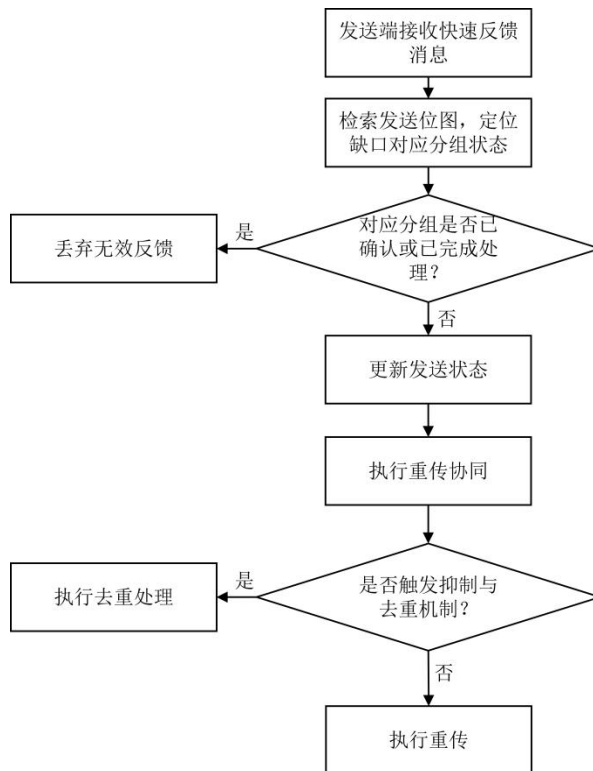 发送端接收快速反馈
消息
检索发送位图，定位
缺口对应分组状态
对应分组是否已
确认或已完成处
理？
是
丢弃无效反馈
否
更新发送状态
执行重传协同
是否触发抑制与
去重机制？
是
执行去重处理
否
执行重传